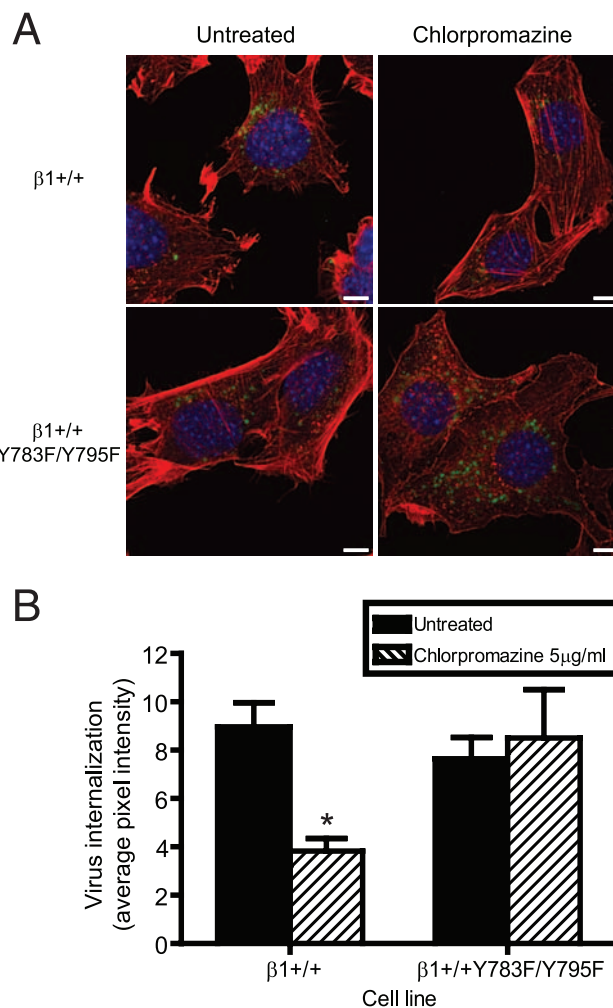 A
Untreated
Chlorpromazine
β1+/+
β1+/+
Y783F/Y795F
B
Untreated
Chlorpromazine 5µg/ml
Virus internalization
(average pixel intensity)
12
10
8
6
4
2
0
*
β1+/+
β1+/+Y783F/Y795F
Cell line